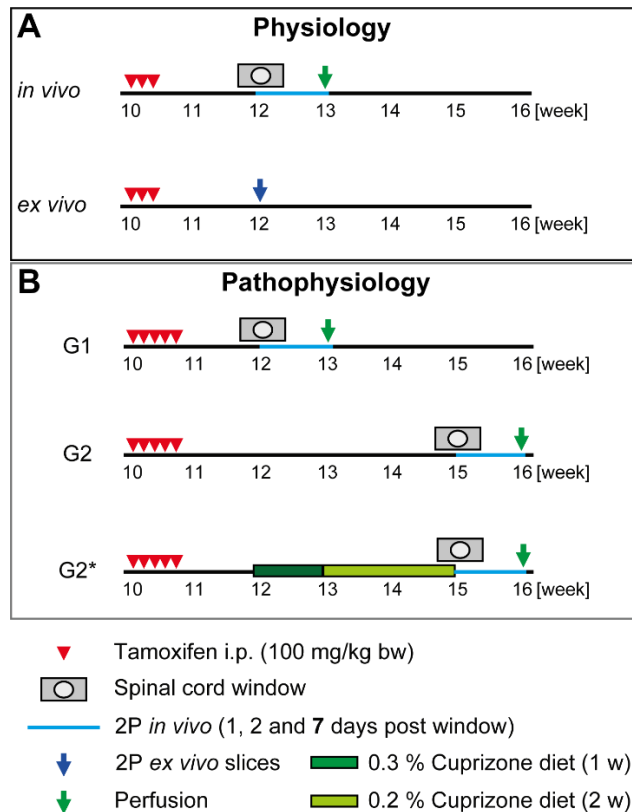 A Physiology
in vivo
10 11 12 13 14 15 16 [week]
ex vivo
10 11 12 13 14 15 16 [week]
B Pathophysiology
G1
10 11 12 13 14 15 16 [week]
G2
10 11 12 13 14 15 16 [week]
G2*
10 11 12 13 14 15 16 [week]
Tamoxifen i.p. (100 mg/kg bw)
Spinal cord window
2P in vivo (1, 2 and 7 days post window)
2P ex vivo slices 0.3 % Cuprizone diet (1 w)
Perfusion 0.2 % Cuprizone diet (2 w)